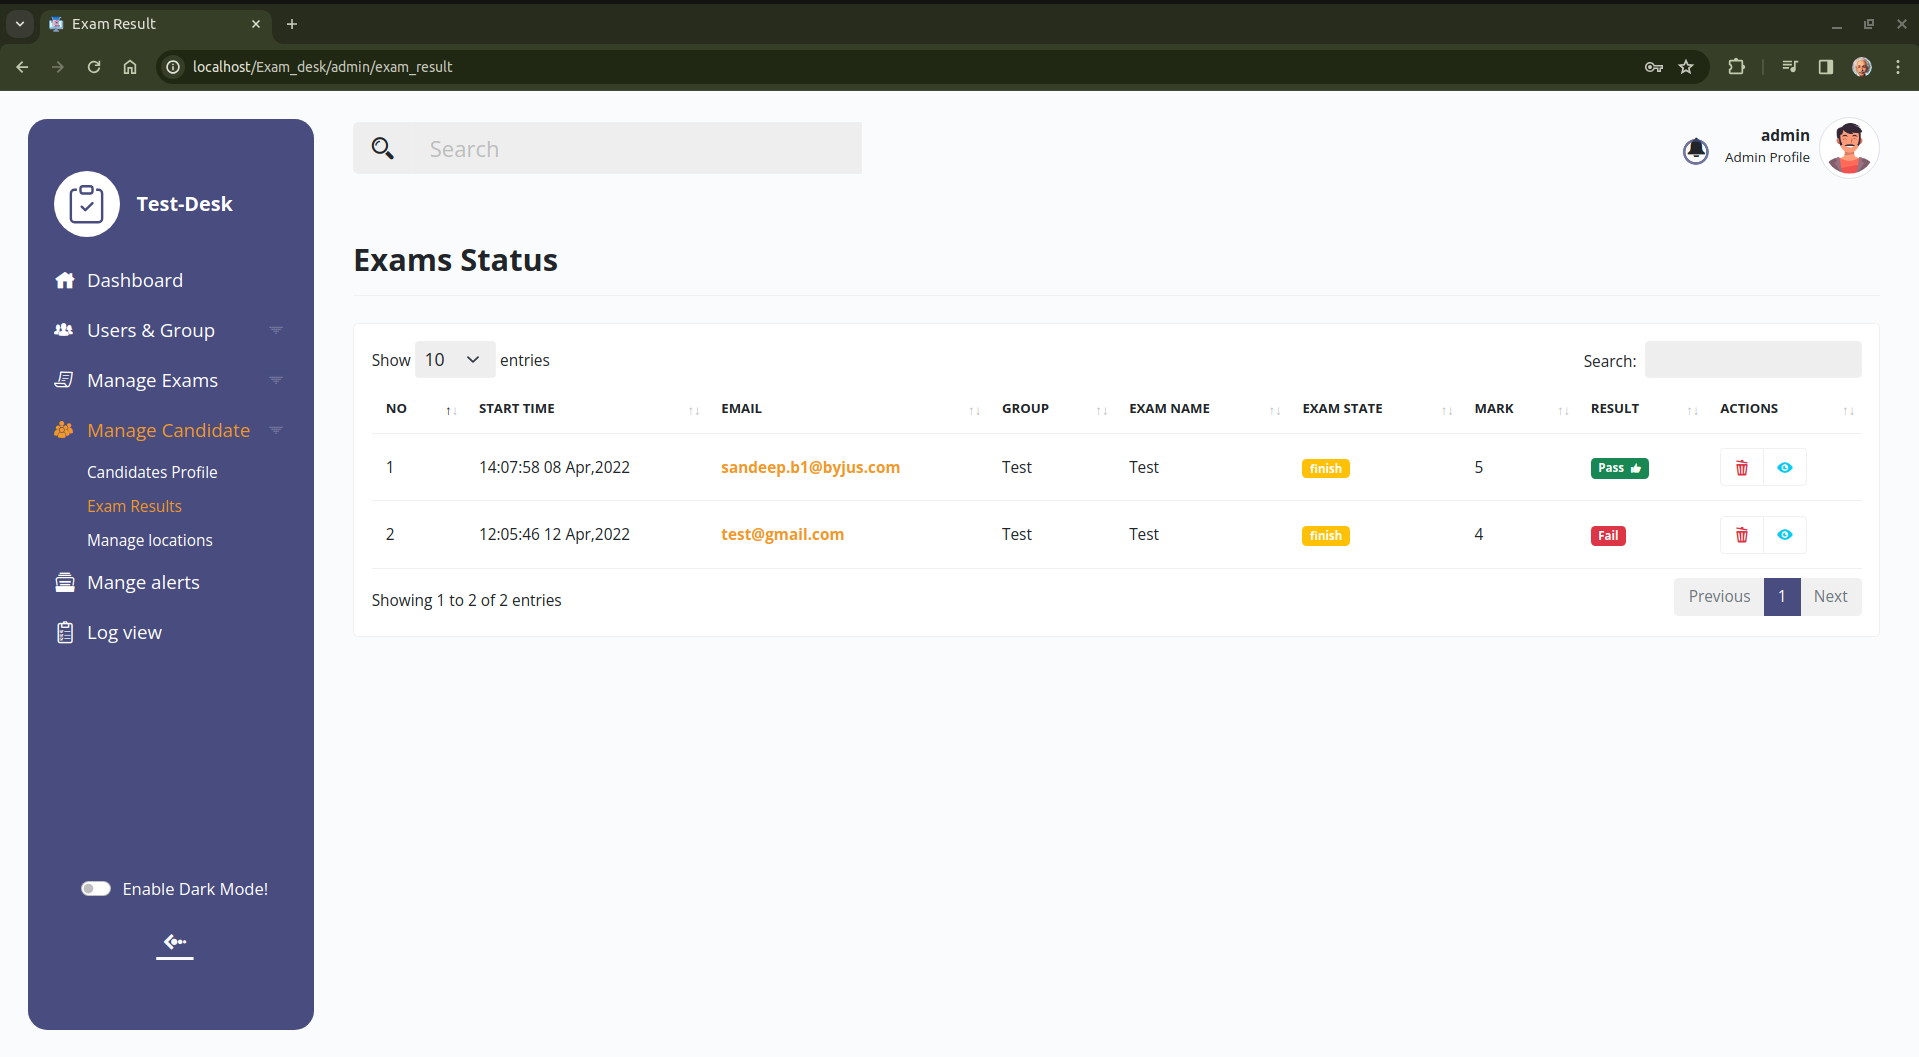 Exam Result
localhost/Exam_desk/admin/exam_result
Test-Desk
Dashboard
Users & Group
Manage Exams
Manage Candidate
Candidates Profile
Exam Results
Manage locations
Mange alerts
Log view
Enable Dark Mode!
Search
admin
Admin Profile
Exams Status
Show 10 entries
Search:
NO START TIME EMAIL GROUP EXAM NAME EXAM STATE MARK RESULT ACTIONS
1 14:07:58 08 Apr,2022 sandeep.b1@byjus.com Test Test finish 5 Pass
2 12:05:46 12 Apr,2022 test@gmail.com Test Test finish 4 Fail
Showing 1 to 2 of 2 entries
Previous 1 Next